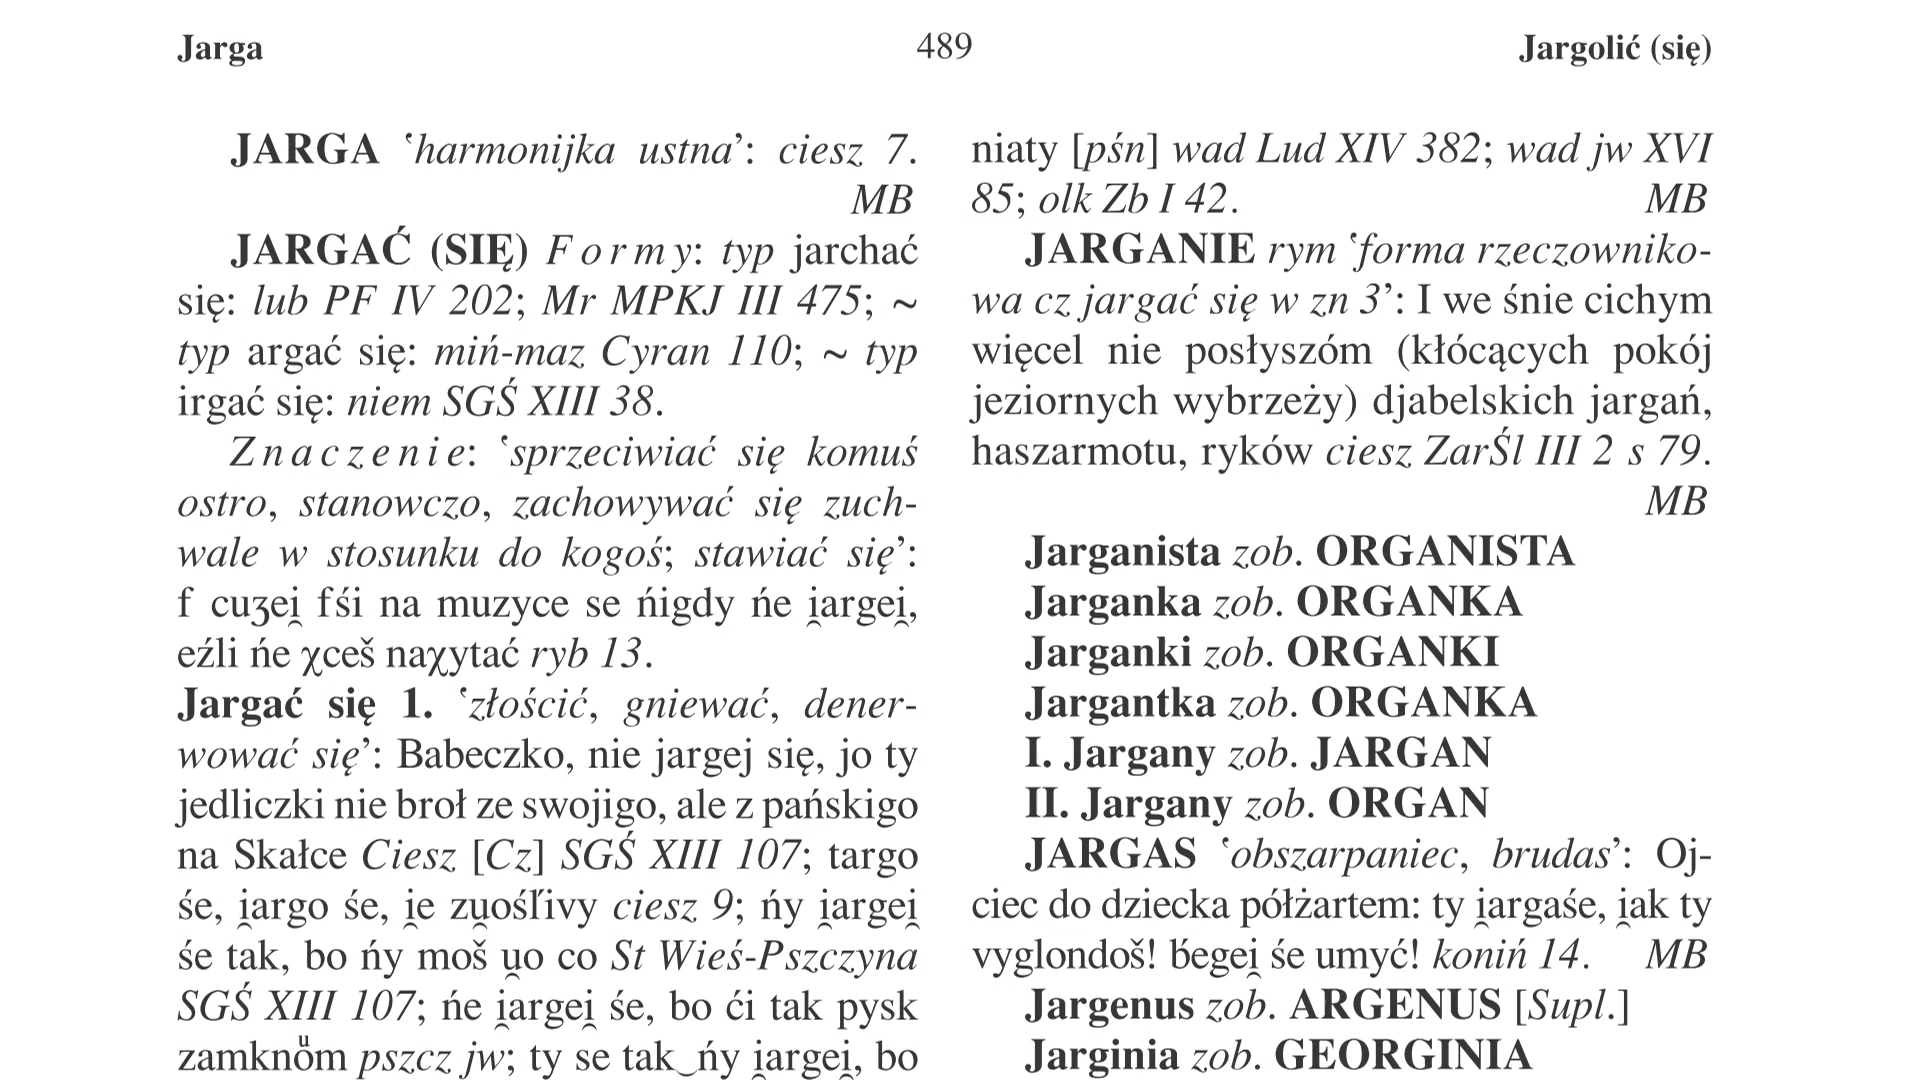 Jarga 489 Jargolić (się)
JARGA ‛harmonijka ustna’: ciesz 7.
MB
JARGAĆ (SIĘ) Formy: typ jarchać
się: lub PF IV 202; Mr MPKJ III 475; ~
typ argać się: miń-maz Cyran 110; ~ typ
irgać się: niem SGŚ XIII 38.
Znaczenie: ‛sprzeciwiać się komuś
ostro, stanowczo, zachowywać się zuch-
wale w stosunku do kogoś; stawiać się’:
f cuʒei̯ fśi na muzyce se ńigdy ńe i̯argei̯,
eźli ńe χceš naχytać ryb 13.
Jargać się 1. ‛złościć, gniewać, dener-
wować się’: Babeczko, nie jargej się, jo ty
jedliczki nie broł ze swojigo, ale z pańskigo
na Skałce Ciesz [Cz] SGŚ XIII 107; targo
śe, i̯argo śe, i̯e zu̯ośl’ivy ciesz 9; ńy i̯argei̯
śe tak, bo ńy moš u̯o co St Wieś-Pszczyna
SGŚ XIII 107; ńe i̯argei̯ śe, bo ći tak pysk
zamknoͧ̈m pszcz jw; ty se tak‿ńy i̯argei̯, bo
niaty [pśn] wad Lud XIV 382; wad jw XVI
85; olk Zb I 42. MB
JARGANIE rym ‛forma rzeczowniko-
wa cz jargać się w zn 3’: I we śnie cichym
więcel nie posłyszóm (kłócących pokój
jeziornych wybrzeży) djabelskich jargań,
haszarmotu, ryków ciesz ZarŚl III 2 s 79.
MB
Jarganista zob. ORGANISTA
Jarganka zob. ORGANKA
Jarganki zob. ORGANKI
Jargantka zob. ORGANKA
I. Jargany zob. JARGAN
II. Jargany zob. ORGAN
JARGAS ‛obszarpaniec, brudas’: Oj-
ciec do dziecka półżartem: ty i̯argaśe, i̯ak ty
vyglondoš! b́egei̯ śe umyć! koniń 14. MB
Jargenus zob. ARGENUS [Supl.]
Jarginia zob. GEORGINIA